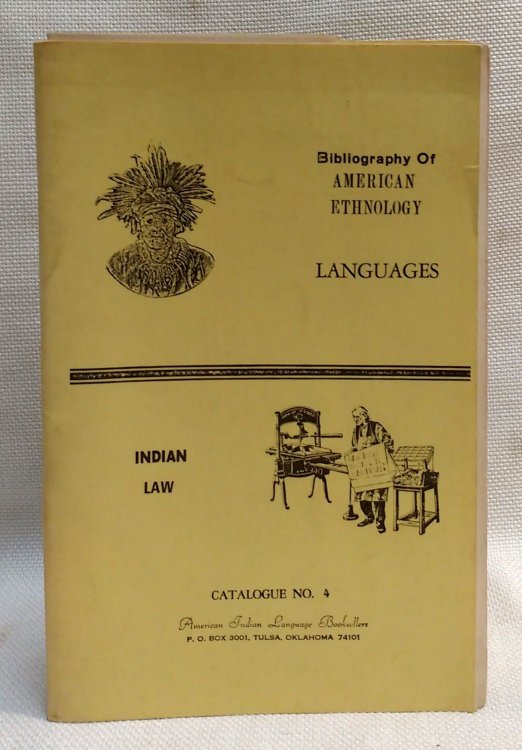 Bibliography Of
AMERICAN
ETHNOLOGY
LANGUAGES
INDIAN
LAW
CATALOGUE NO. 4
American Indian Language Booksellers
P. O. BOX 3001, TULSA, OKLAHOMA 74101